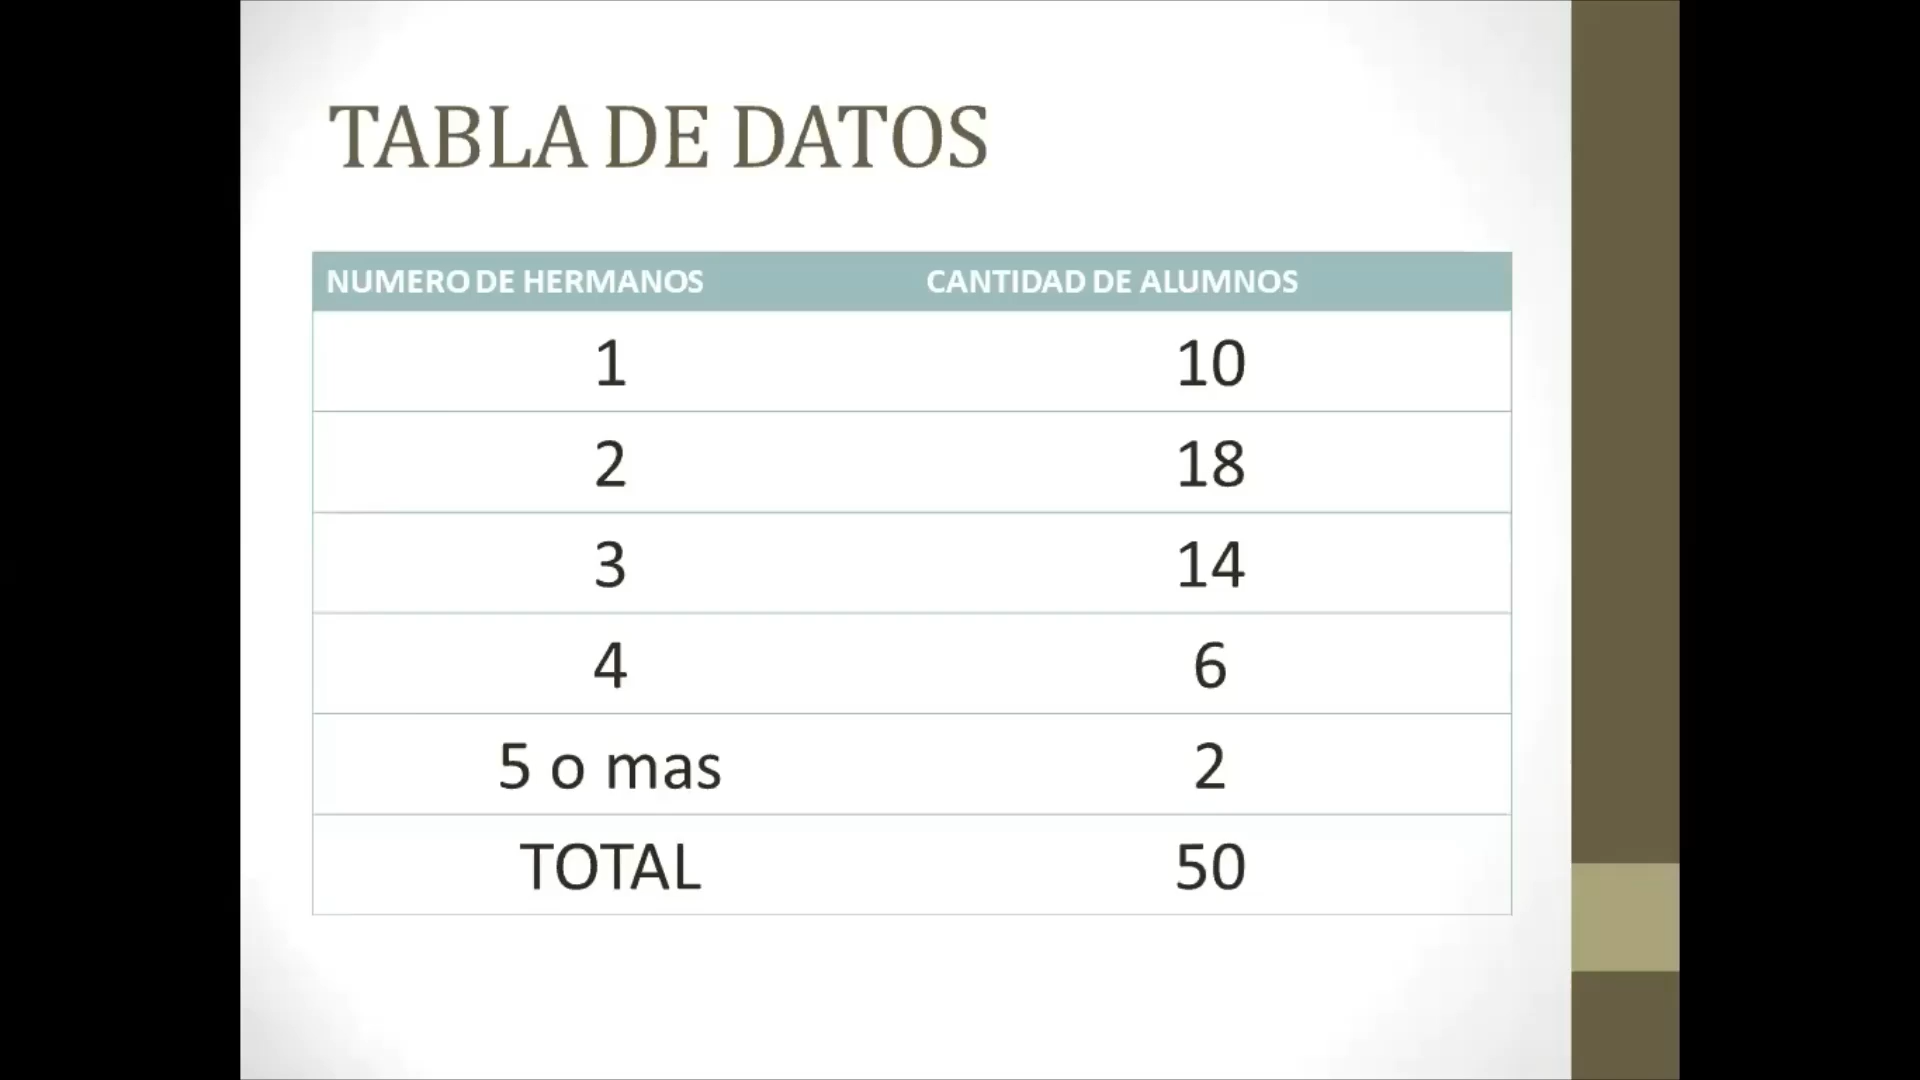 TABLA DE DATOS
NUMERO DE HERMANOS CANTIDAD DE ALUMNOS
1 10
2 18
3 14
4 6
5 o mas 2
TOTAL 50